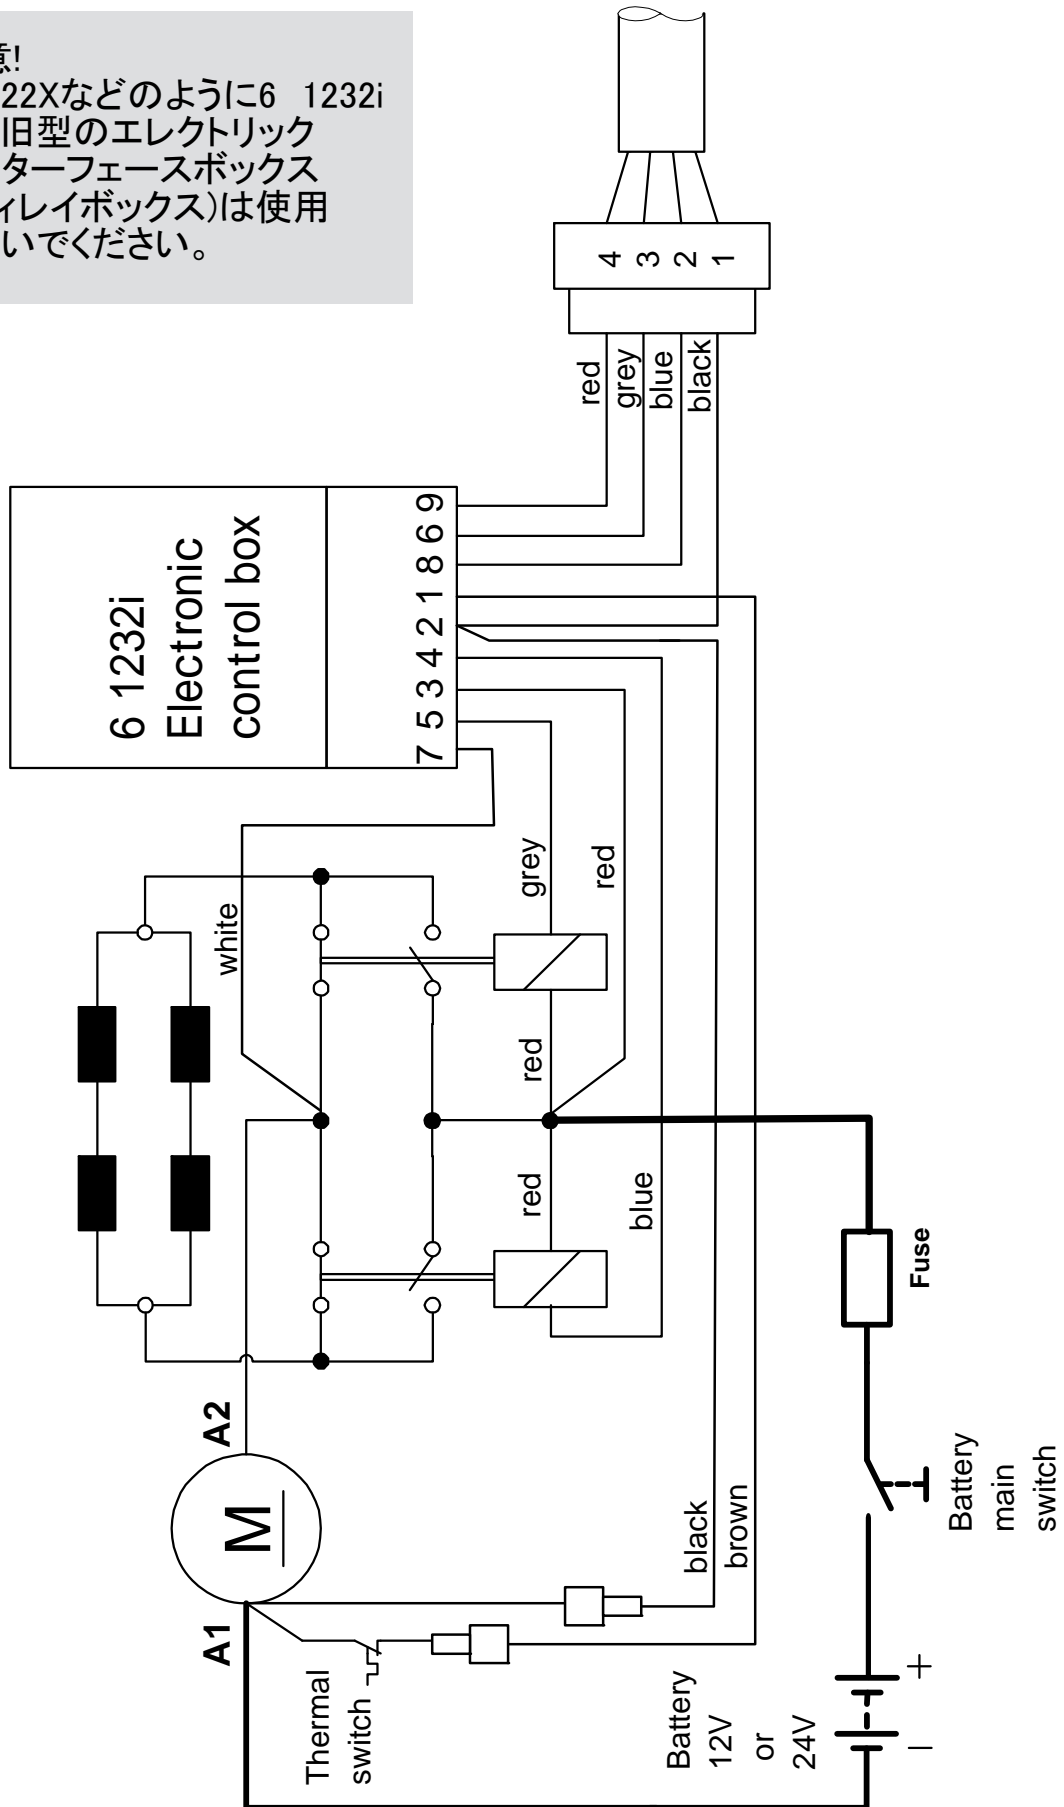 意!
22Xなどのように6 1232i
旧型のエレクトリック
ターフェースボックス
ィレイボックス)は使用
いでください。
4
3
2
1
red
grey
blue
black
6 1232i
Electronic
control box
7 5 3 4 2 1 8 6 9
white
grey
red
red
red
blue
Fuse
A2
M
A1
black
brown
Thermal
switch
Battery
12V
or
24V
+
–
Battery
main
switch